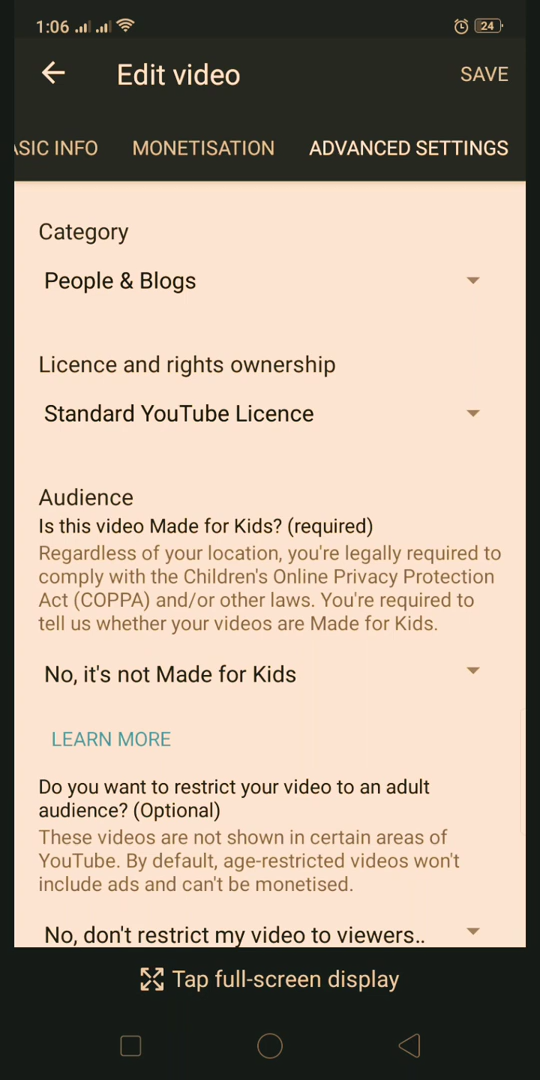 1:06
24
Edit video
SAVE
ASIC INFO
MONETISATION
ADVANCED SETTINGS
Category
People & Blogs
Licence and rights ownership
Standard YouTube Licence
Audience
Is this video Made for Kids? (required)
Regardless of your location, you're legally required to
comply with the Children's Online Privacy Protection
Act (COPPA) and/or other laws. You're required to
tell us whether your videos are Made for Kids.
No, it's not Made for Kids
LEARN MORE
Do you want to restrict your video to an adult
audience? (Optional)
These videos are not shown in certain areas of
YouTube. By default, age-restricted videos won't
include ads and can't be monetised.
No, don't restrict my video to viewers..
Tap full-screen display